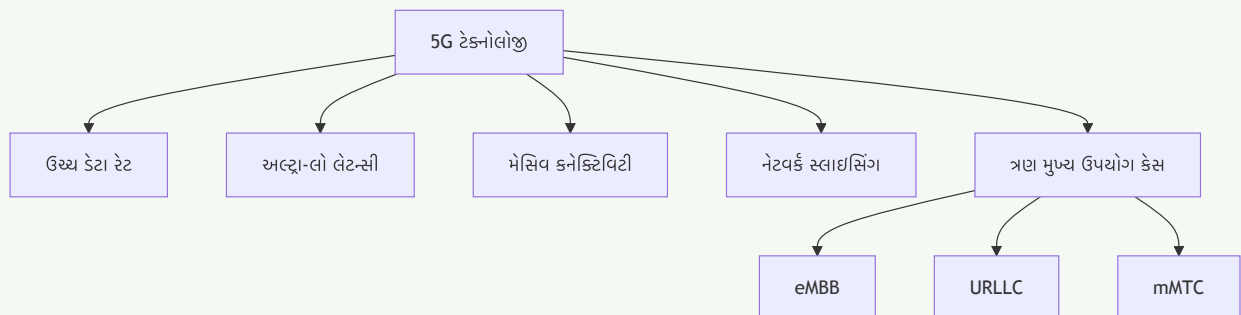 5G ટેક્નોલોજી
ઉચ્ચ ડેટા રેટ
અલ્ટ્રા-લો લેટન્સી
મેસિવ કનેક્ટિવિટી
નેટવર્ક સ્લાઇસિંગ
ત્રણ મુખ્ય ઉપયોગ કેસ
eMBB
URLLC
mMTC